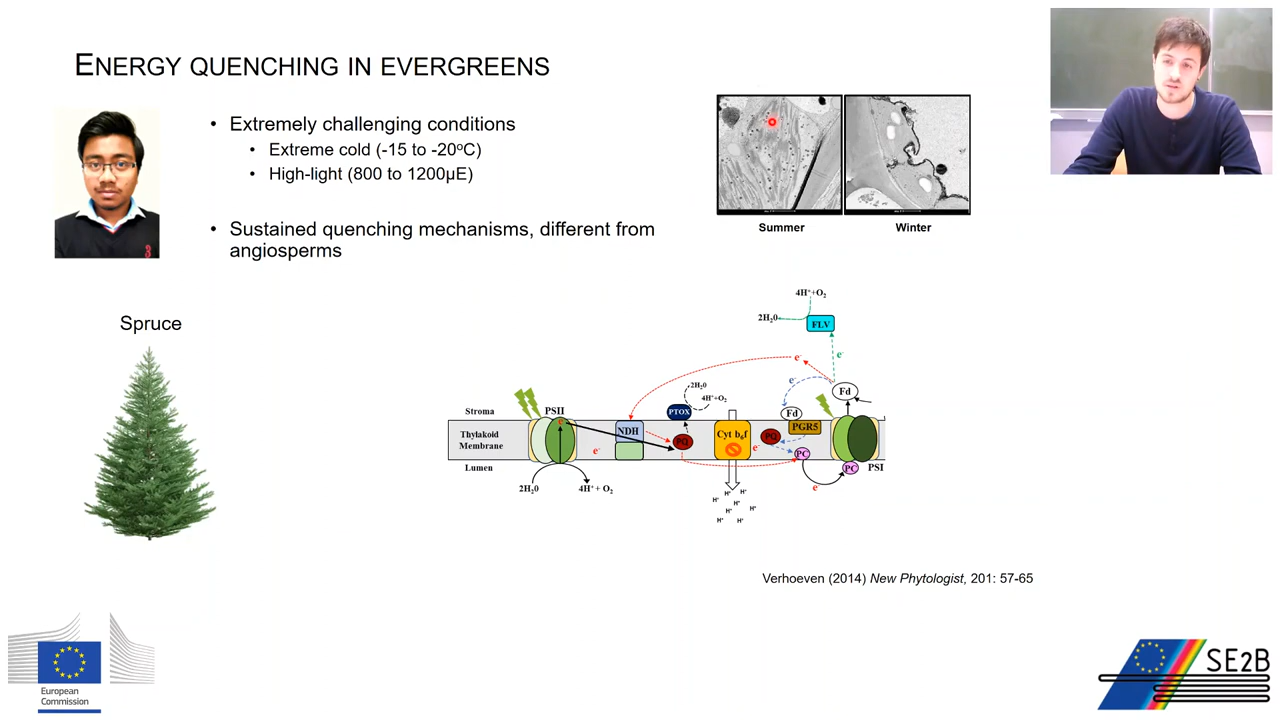 ENERGY QUENCHING IN EVERGREENS
• Extremely challenging conditions
• Extreme cold (-15 to -20ºC)
• High-light (800 to 1200µE)
• Sustained quenching mechanisms, different from
angiosperms
Summer
Winter
Spruce
4H⁺+O₂
2H₂0
FLV
e⁻
e⁻
e⁻
Fd
2H₂0
4H⁺+O₂
PTOX
Stroma
PSII
Fd
Thylakoid
Membrane
e⁻
NDH
PQ
Cyt b₆f
PQ
PGR5
e⁻
e⁻
PC
Lumen
PC
PSI
2H₂0
4H⁺ + O₂
e⁻
H⁺
H⁺
H⁺
H⁺
H⁺
H⁺
H⁺
H⁺
Verhoeven (2014) New Phytologist, 201: 57-65
European
Commission
SE2B